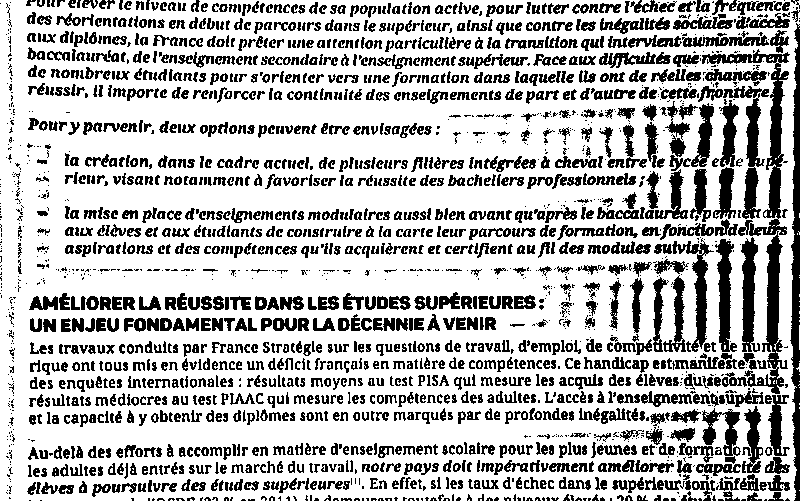 Pour élever le niveau de compétences de sa population active, pour lutter contre l'échec et la fréquence
des réorientations en début de parcours dans le supérieur, ainsi que contre les inégalités sociales d'accès
aux diplômes, la France doit prêter une attention particulière à la transition qui intervient au moment du
baccalauréat, de l'enseignement secondaire à l'enseignement supérieur. Face aux difficultés que rencontrent
de nombreux étudiants pour s'orienter vers une formation dans laquelle ils ont de réelles chances de
réussir, il importe de renforcer la continuité des enseignements de part et d'autre de cette frontière.
Pour y parvenir, deux options peuvent être envisagées :
– la création, dans le cadre actuel, de plusieurs filières intégrées à cheval entre le lycée et le supé-
rieur, visant notamment à favoriser la réussite des bacheliers professionnels ;
– la mise en place d'enseignements modulaires aussi bien avant qu'après le baccalauréat, permettant
aux élèves et aux étudiants de construire à la carte leur parcours de formation, en fonction de leurs
aspirations et des compétences qu'ils acquièrent et certifient au fil des modules suivis.
AMÉLIORER LA RÉUSSITE DANS LES ÉTUDES SUPÉRIEURES :
UN ENJEU FONDAMENTAL POUR LA DÉCENNIE À VENIR
Les travaux conduits par France Stratégie sur les questions de travail, d'emploi, de compétitivité et de numé-
rique ont tous mis en évidence un déficit français en matière de compétences. Ce handicap est manifeste au vu
des enquêtes internationales : résultats moyens au test PISA qui mesure les acquis des élèves du secondaire,
résultats médiocres au test PIAAC qui mesure les compétences des adultes. L'accès à l'enseignement supérieur
et la capacité à y obtenir des diplômes sont en outre marqués par de profondes inégalités.
Au-delà des efforts à accomplir en matière d'enseignement scolaire pour les plus jeunes et de formation pour
les adultes déjà entrés sur le marché du travail, notre pays doit impérativement améliorer la capacité des
élèves à poursuivre des études supérieures(1). En effet, si les taux d'échec dans le supérieur sont inférieurs